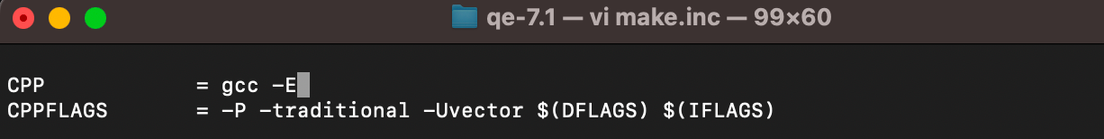 qe-7.1 — vi make.inc — 99×60
CPP = gcc -E
CPPFLAGS = -P -traditional -Uvector $(DFLAGS) $(IFLAGS)